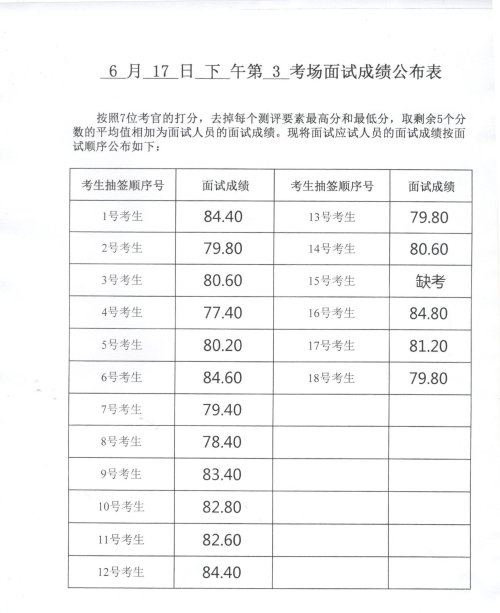 6 月 17 日 下 午第 3 考场面试成绩公布表
按照7位考官的打分，去掉每个测评要素最高分和最低分，取剩余5个分
数的平均值相加为面试人员的面试成绩。现将面试应试人员的面试成绩按面
试顺序公布如下：
考生抽签顺序号 面试成绩 考生抽签顺序号 面试成绩
1号考生 84.40 13号考生 79.80
2号考生 79.80 14号考生 80.60
3号考生 80.60 15号考生 缺考
4号考生 77.40 16号考生 84.80
5号考生 80.20 17号考生 81.20
6号考生 84.60 18号考生 79.80
7号考生 79.40
8号考生 78.40
9号考生 83.40
10号考生 82.80
11号考生 82.60
12号考生 84.40